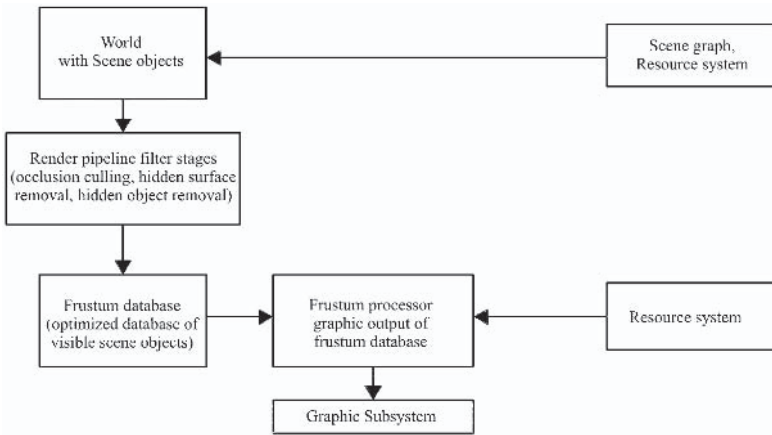 World
with Scene objects
Scene graph,
Resource system
Render pipeline filter stages
(occlusion culling, hidden surface
removal, hidden object removal)
Frustum database
(optimized database of
visible scene objects)
Frustum processor
graphic output of
frustum database
Resource system
Graphic Subsystem